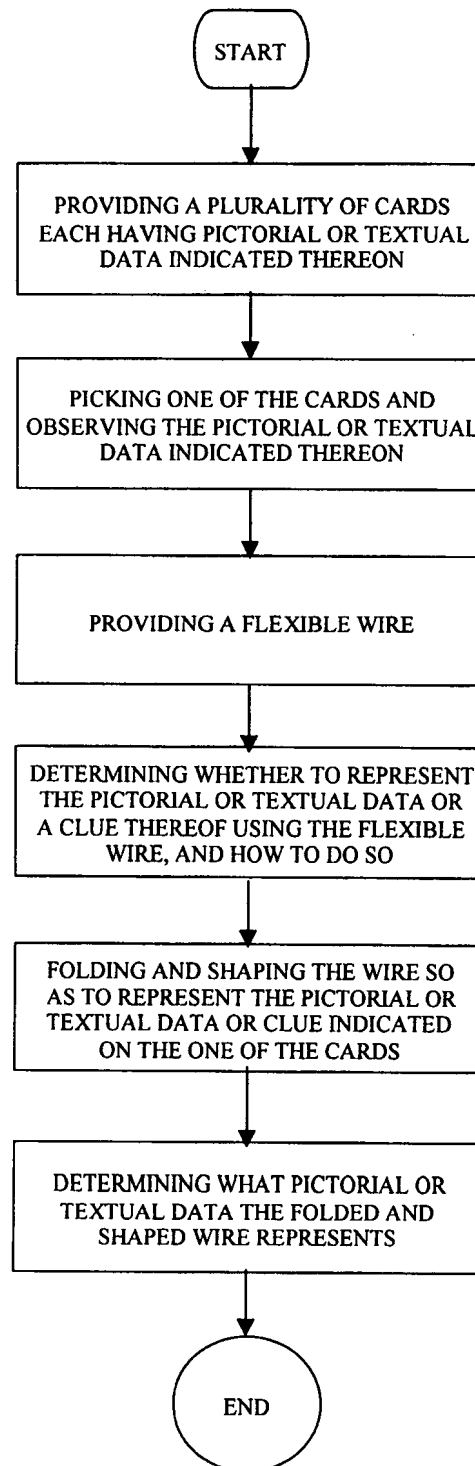 START
PROVIDING A PLURALITY OF CARDS
EACH HAVING PICTORIAL OR TEXTUAL
DATA INDICATED THEREON
PICKING ONE OF THE CARDS AND
OBSERVING THE PICTORIAL OR TEXTUAL
DATA INDICATED THEREON
PROVIDING A FLEXIBLE WIRE
DETERMINING WHETHER TO REPRESENT
THE PICTORIAL OR TEXTUAL DATA OR
A CLUE THEREOF USING THE FLEXIBLE
WIRE, AND HOW TO DO SO
FOLDING AND SHAPING THE WIRE SO
AS TO REPRESENT THE PICTORIAL OR
TEXTUAL DATA OR CLUE INDICATED
ON THE ONE OF THE CARDS
DETERMINING WHAT PICTORIAL OR
TEXTUAL DATA THE FOLDED AND
SHAPED WIRE REPRESENTS
END